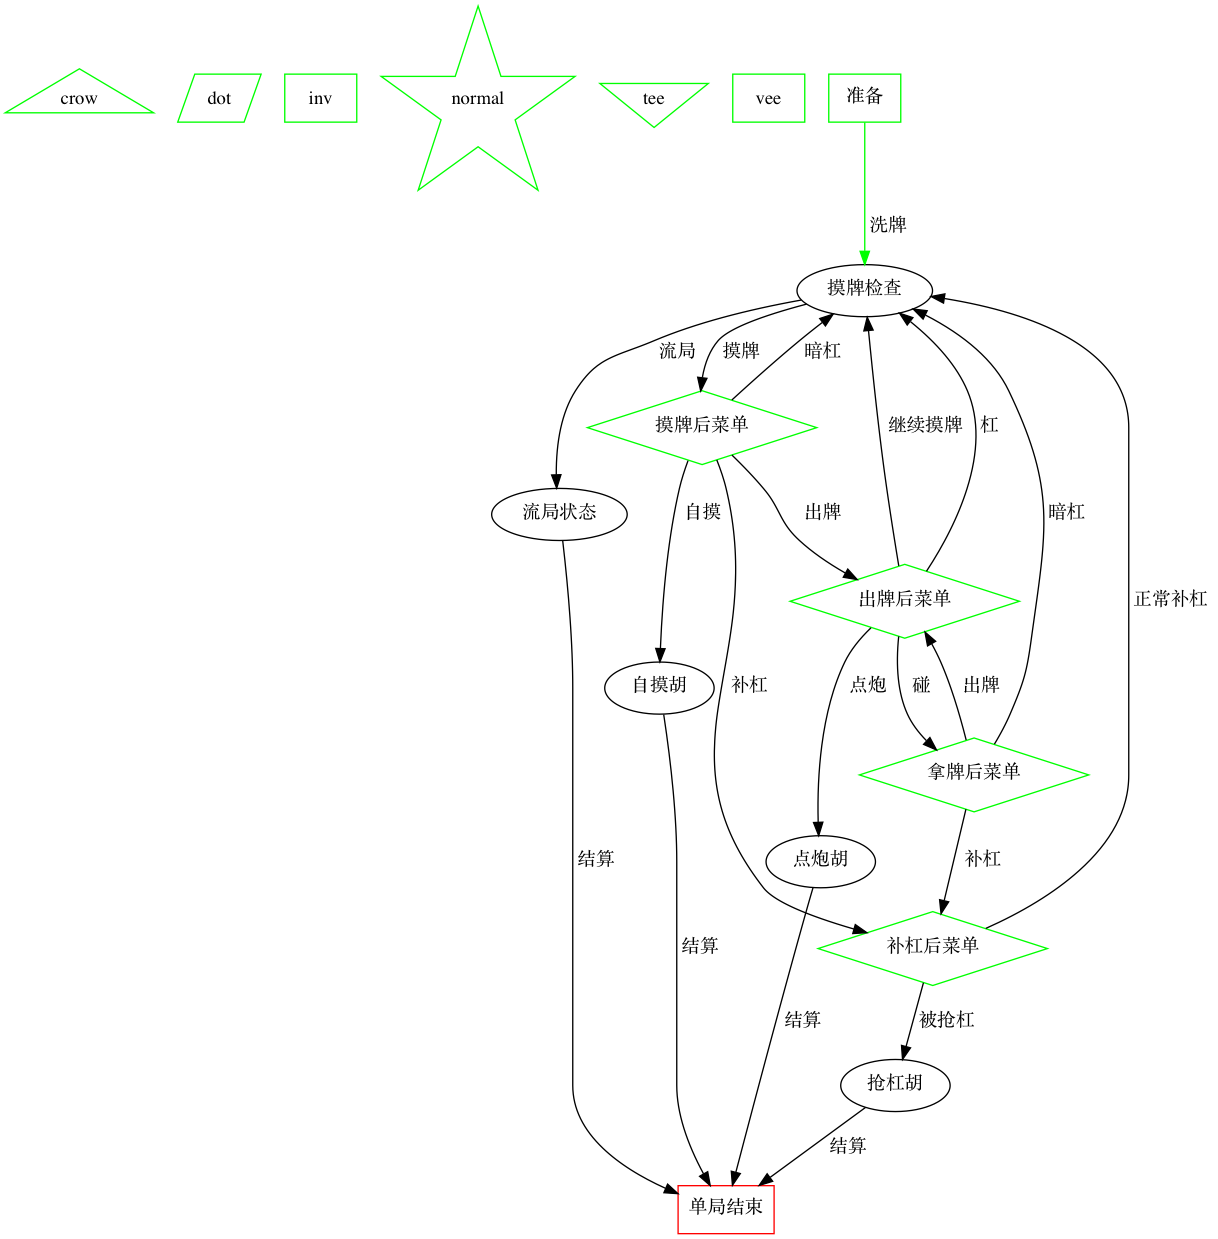 crow
dot
inv
normal
tee
vee
准备
洗牌
摸牌检查
流局
摸牌
暗杠
摸牌后菜单
继续摸牌
杠
流局状态
自摸
出牌
暗杠
出牌后菜单
正常补杠
自摸胡
补杠
点炮
碰
出牌
拿牌后菜单
结算
点炮胡
补杠
结算
补杠后菜单
结算
被抢杠
抢杠胡
结算
单局结束